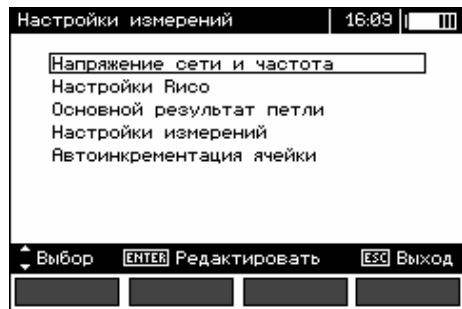 Настройки измерений 16:09
Напряжение сети и частота
Настройки Rисо
Основной результат петли
Настройки измерений
Автоинкрементация ячейки
Выбор ENTER Редактировать ESC Выход